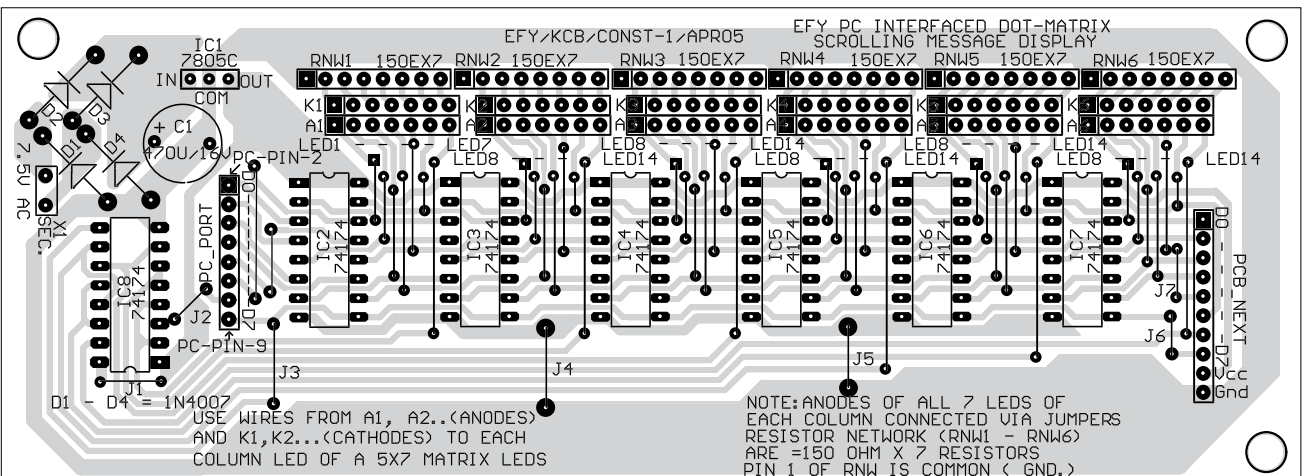 EFY PC INTERFACED DOT-MATRIX
SCROLLING MESSAGE DISPLAY
EFY/KCB/CONST-1/APR05
IC1
7805C
IN OUT
COM
RNW1 150EX7
RNW2 150EX7
RNW3 150EX7
RNW4 150EX7
RNW5 150EX7
RNW6 150EX7
K1
A1
K
A
K
A
K
A
K
A
K
A
D2
D3
D1
D4
+ C1
470U/16V
7.5V AC
X1
SEC.
LED1 - - - - LED7
LED8 - - - - LED14
LED8 - - - - LED14
LED8 - - - - LED14
LED8 - - - - LED14
LED8 - - - - LED14
PC-PIN-2
D0--------D7
PC_PORT
PC-PIN-9
IC8
74174
IC2
74174
IC3
74174
IC4
74174
IC5
74174
IC6
74174
IC7
74174
J1
J2
J3
J4
J5
J6
J7
D0 - - - - -D7
Vcc
Gnd
PCB_NEXT
D1 - D4 = 1N4007
USE WIRES FROM A1, A2..(ANODES)
AND K1,K2...(CATHODES) TO EACH
COLUMN LED OF A 5X7 MATRIX LEDS
NOTE:ANODES OF ALL 7 LEDS OF
EACH COLUMN CONNECTED VIA JUMPERS
RESISTOR NETWORK (RNW1 - RNW6)
ARE =150 OHM X 7 RESISTORS
PIN 1 OF RNW IS COMMON ( GND.)